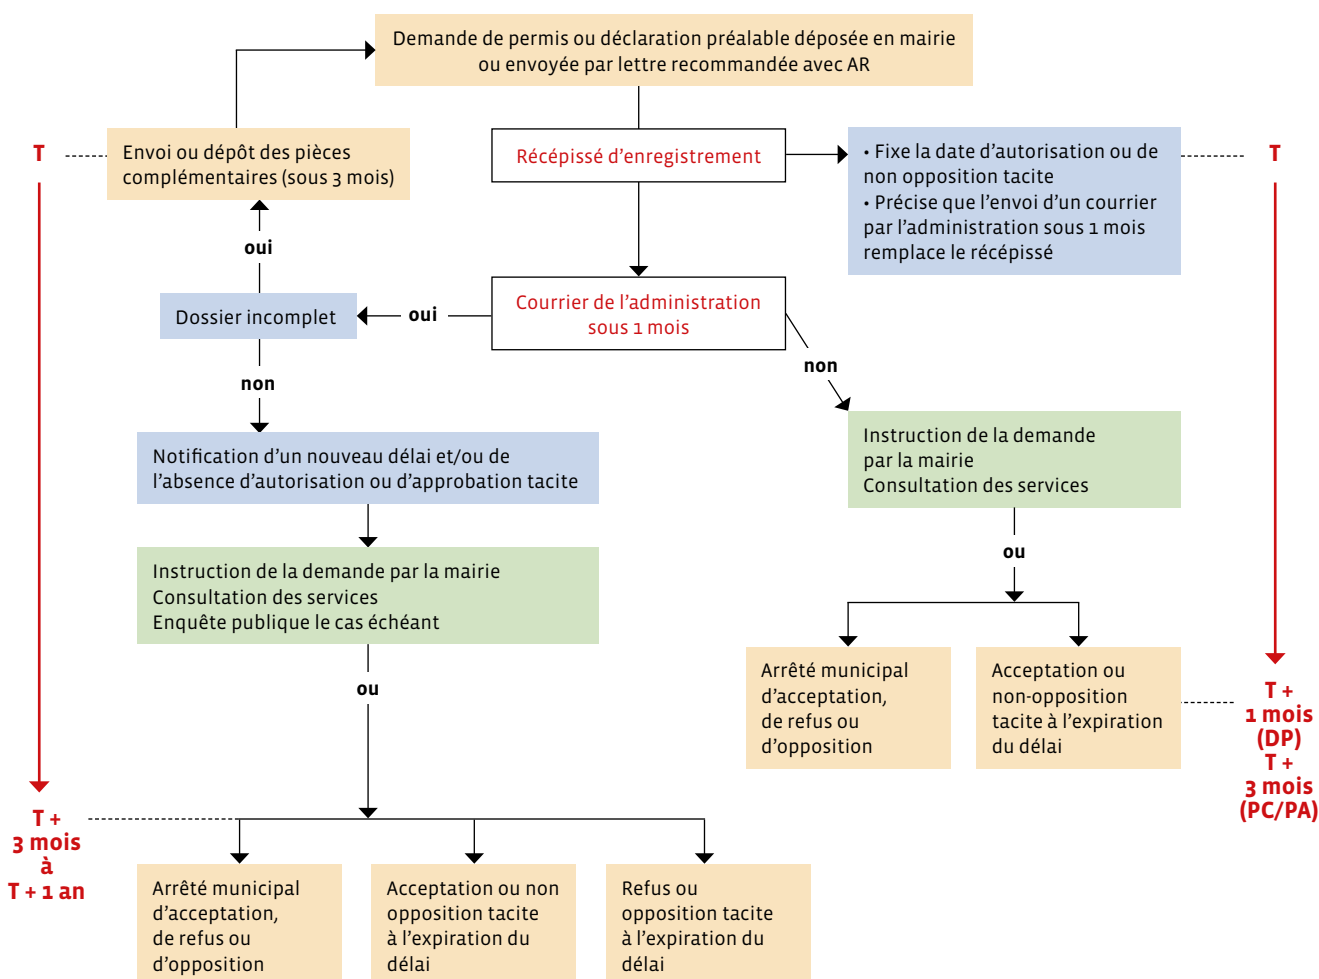 Demande de permis ou déclaration préalable déposée en mairie
ou envoyée par lettre recommandée avec AR
T
Envoi ou dépôt des pièces
complémentaires (sous 3 mois)
Récépissé d’enregistrement
• Fixe la date d’autorisation ou de
non opposition tacite
• Précise que l’envoi d’un courrier
par l’administration sous 1 mois
remplace le récépissé
T
oui
Dossier incomplet
oui
Courrier de l’administration
sous 1 mois
non
non
Notification d’un nouveau délai et/ou de
l’absence d’autorisation ou d’approbation tacite
Instruction de la demande
par la mairie
Consultation des services
ou
Instruction de la demande par la mairie
Consultation des services
Enquête publique le cas échéant
ou
Arrêté municipal
d’acceptation,
de refus ou
d’opposition
Acceptation ou
non-opposition
tacite à l’expiration
du délai
T +
1 mois
(DP)
T +
3 mois
(PC/PA)
T +
3 mois
à
T + 1 an
Arrêté municipal
d’acceptation,
de refus ou
d’opposition
Acceptation ou non
opposition tacite
à l’expiration du
délai
Refus ou
opposition tacite
à l’expiration du
délai